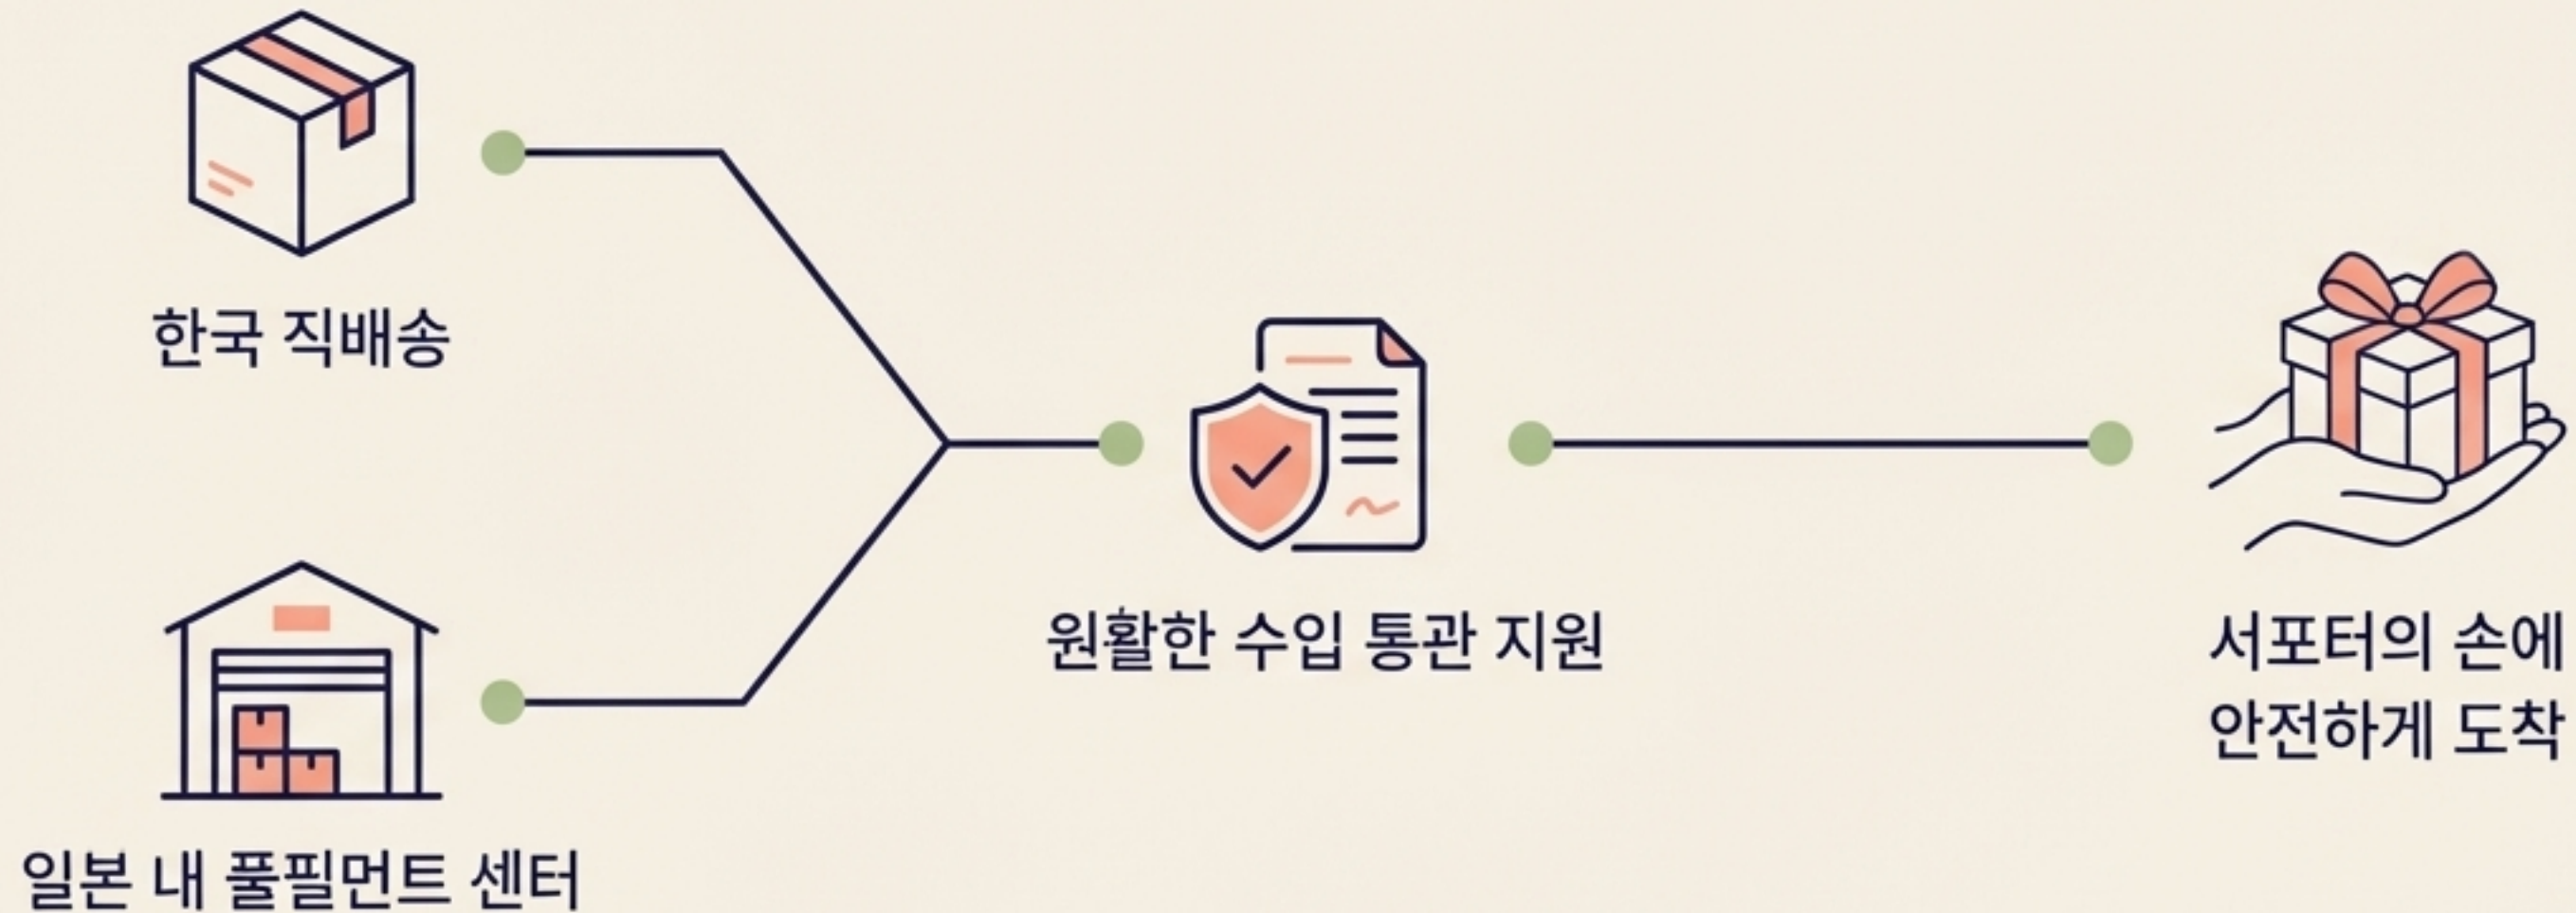 한국 직배송
일본 내 풀필먼트 센터
원활한 수입 통관 지원
서포터의 손에
안전하게 도착